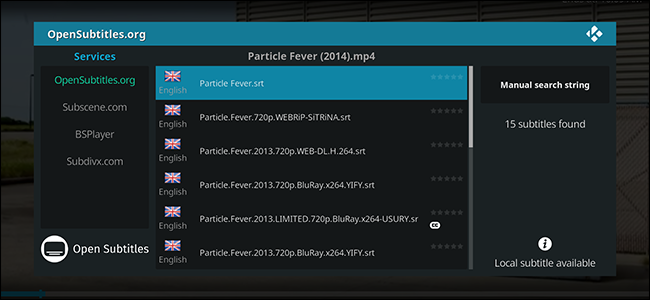 OpenSubtitles.org
Services
Particle Fever (2014).mp4
OpenSubtitles.org
Subscene.com
BSPlayer
Subdivx.com
Open Subtitles
English
Particle Fever.srt
English
Particle.Fever.720p.WEBRiP-SiTRiNA.srt
English
Particle.Fever.2013.720p.WEB-DL.H.264.srt
English
Particle.Fever.2013.720p.BluRay.x264.YIFY.srt
English
Particle.Fever.2013.LIMITED.720p.BluRay.x264-USURY.sr
CC
English
Particle.Fever.2013.720p.BluRay.x264.YIFY.srt
Manual search string
15 subtitles found
Local subtitle available